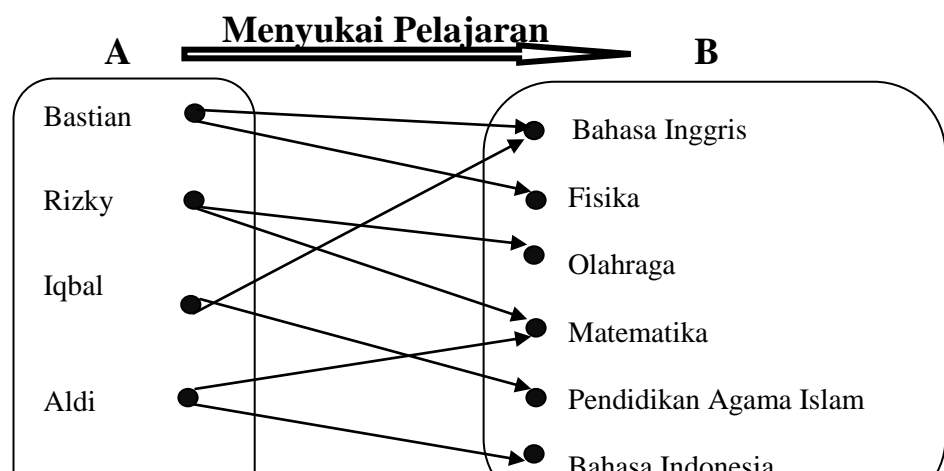 Menyukai Pelajaran
A
B
Bastian
Bahasa Inggris
Rizky
Fisika
Olahraga
Iqbal
Matematika
Aldi
Pendidikan Agama Islam
Bahasa Indonesia